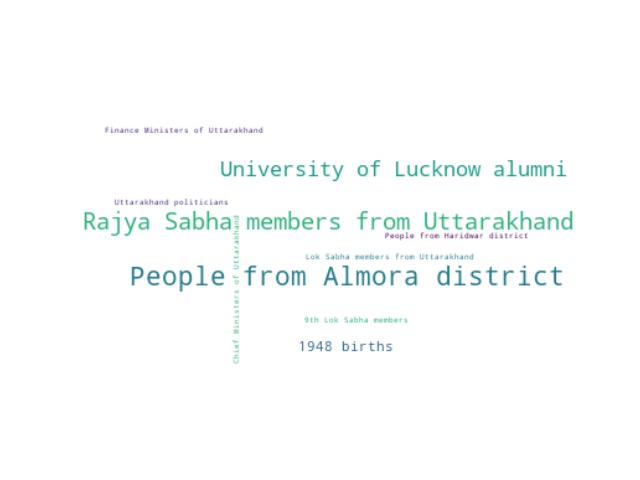 Finance Ministers of Uttarakhand
University of Lucknow alumni
Uttarakhand politicians
Rajya Sabha members from Uttarakhand
People from Haridwar district
Lok Sabha members from Uttarakhand
People from Almora district
Chief Ministers of Uttarakhand
9th Lok Sabha members
1948 births